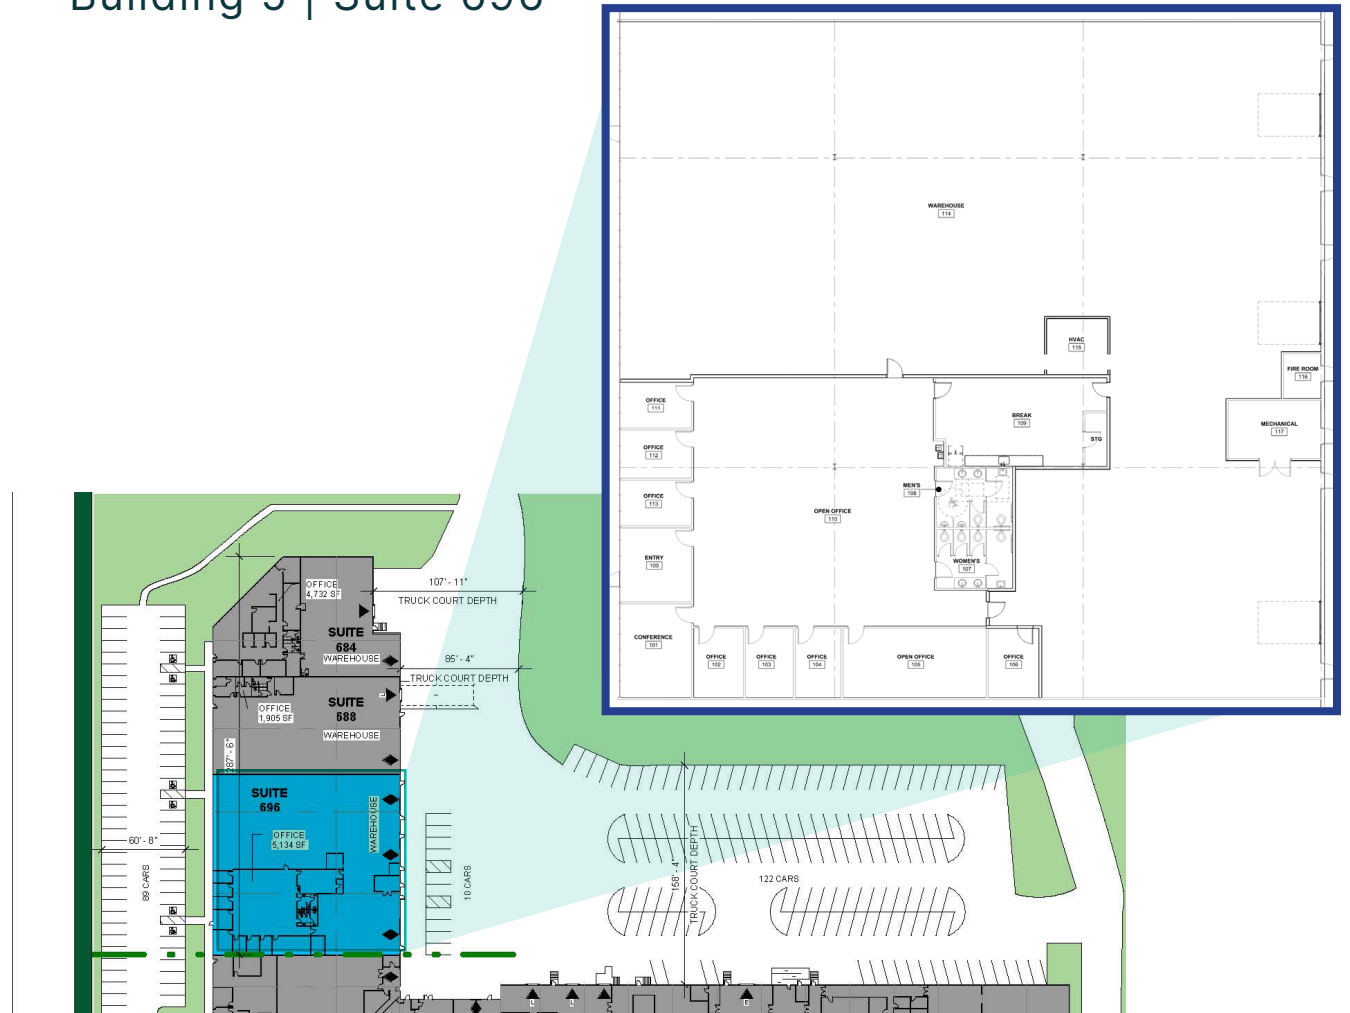 Building 5 | Suite 696
WAREHOUSE
114
HVAC
115
FIRE ROOM
116
MECHANICAL
117
OFFICE
111
BREAK
109
STG
OFFICE
112
OFFICE
113
MEN'S
108
OPEN OFFICE
110
ENTRY
100
WOMEN'S
107
CONFERENCE
101
OFFICE
102
OFFICE
103
OFFICE
104
OPEN OFFICE
105
OFFICE
106
OFFICE
4,732 SF
107' - 11"
TRUCK COURT DEPTH
SUITE
684
WAREHOUSE
85' - 4"
TRUCK COURT DEPTH
OFFICE
1,905 SF
SUITE
688
WAREHOUSE
287' - 6"
SUITE
696
OFFICE
5,134 SF
WAREHOUSE
60' - 8"
89 CARS
10 CARS
158' - 4"
TRUCK COURT DEPTH
122 CARS
L
L
E